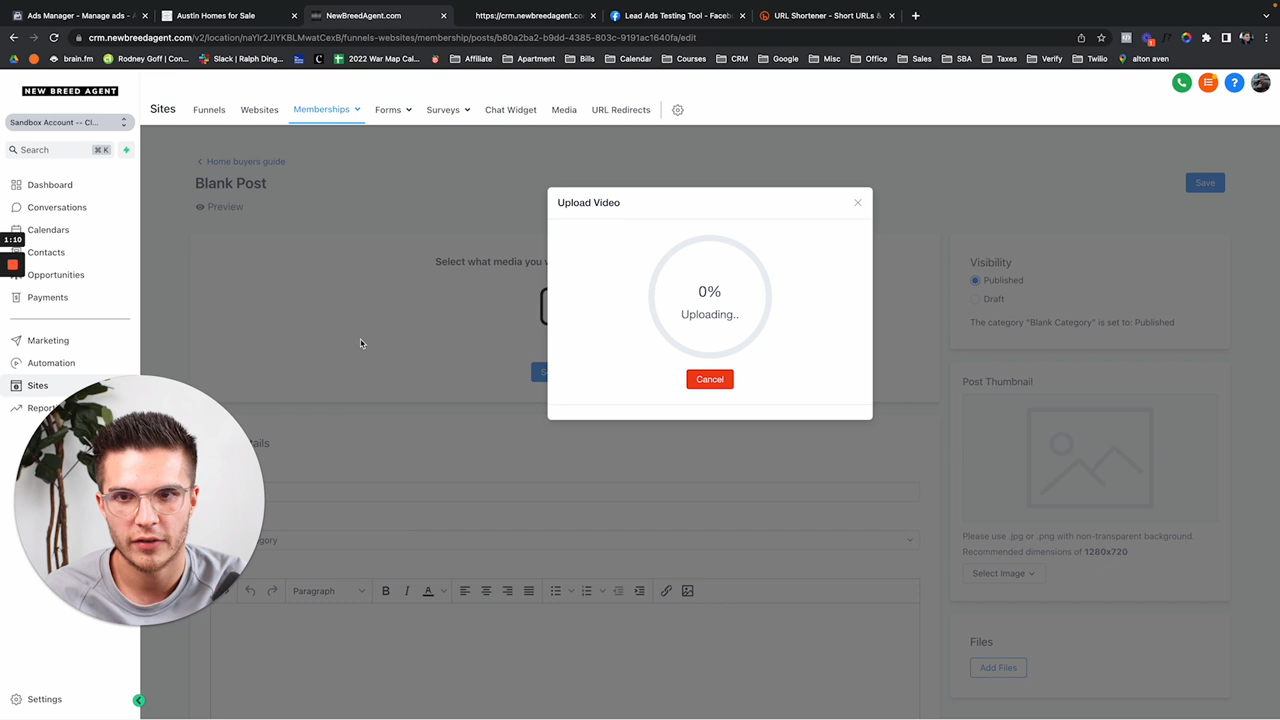 Ads Manager - Manage ads - A
Austin Homes for Sale
NewBreedAgent.com
https://crm.newbreedagent.co
Lead Ads Testing Tool - Faceb
URL Shortener - Short URLs &
crm.newbreedagent.com/v2/location/naYlr2JIYKBLMwatCexB/funnels-websites/membership/posts/b80a2ba2-b9dd-4385-803c-9191ac1640fa/edit
brain.fm
Rodney Goff | Con...
Slack | Ralph Ding...
2022 War Map Cal...
Affiliate
Apartment
Bills
Calendar
Courses
CRM
Google
Misc
Office
Sales
SBA
Taxes
Verify
Twilio
alton aven
NEW BREED AGENT
Sites
Funnels
Websites
Memberships
Forms
Surveys
Chat Widget
Media
URL Redirects
Sandbox Account -- Cl...
Search
⌘ K
Dashboard
Conversations
Calendars
1:10
Contacts
Opportunities
Payments
Marketing
Automation
Sites
Report
Settings
Home buyers guide
Blank Post
Preview
Save
Select what media you w
Upload Video
0%
Uploading..
Cancel
Visibility
Published
Draft
The category "Blank Category" is set to: Published
Post Thumbnail
Please use .jpg or .png with non-transparent background.
Recommended dimensions of 1280x720
Select Image
Files
Add Files
Paragraph
B
I
A